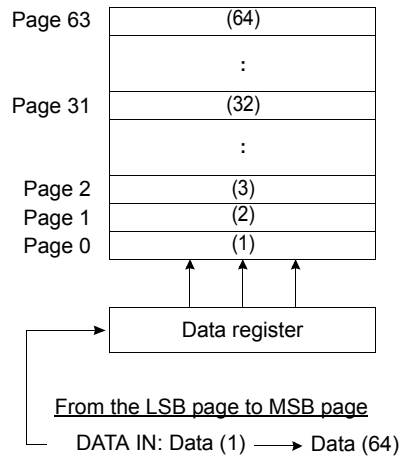 Page 63 (64)
:
Page 31 (32)
:
Page 2 (3)
Page 1 (2)
Page 0 (1)
Data register
From the LSB page to MSB page
DATA IN: Data (1) Data (64)